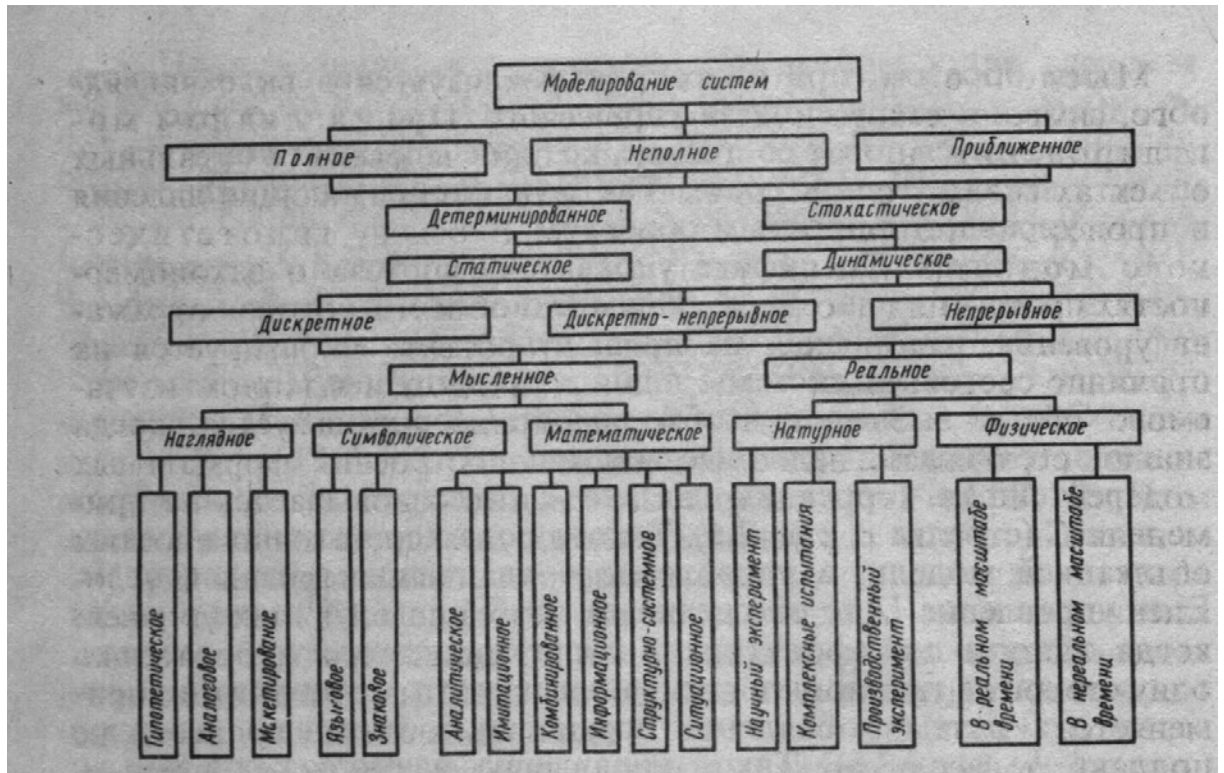 Моделирование систем
Полное
Неполное
Приближенное
Детерминированное
Стохастическое
Статическое
Динамическое
Дискретное
Дискретно-непрерывное
Непрерывное
Мысленное
Реальное
Наглядное
Символическое
Математическое
Натурное
Физическое
Гипотетическое
Аналоговое
Макетирование
Языковое
Знаковое
Аналитическое
Имитационное
Комбинированное
Информационное
Структурно-системное
Ситуационное
Научный эксперимент
Комплексные испытания
Производственный
эксперимент
В реальном масштабе
времени
В нереальном масштабе
времени